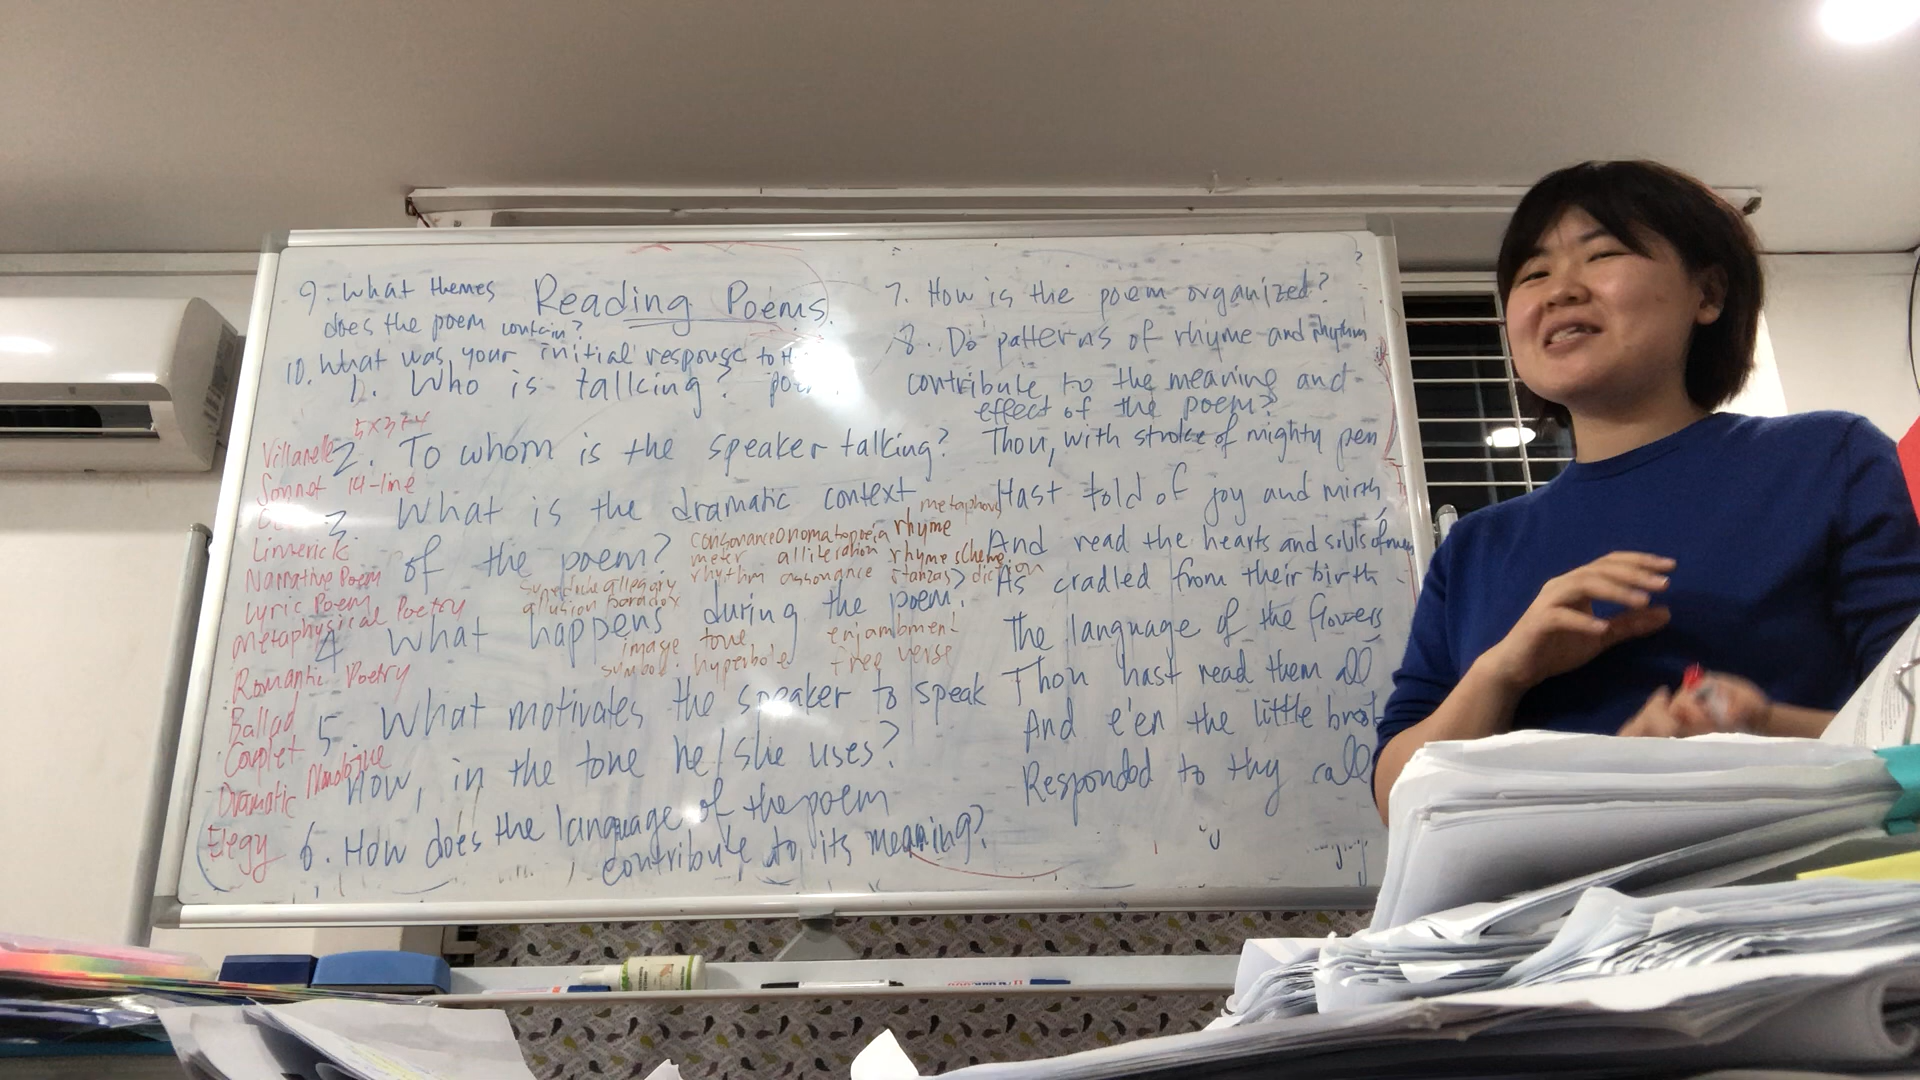 Reading Poems
9. What themes
does the poem contain?
10. What was your initial response to
1. Who is talking?
2. To whom is the speaker talking?
3. What is the dramatic context
of the poem?
4 What happens during the poem?
5. What motivates the speaker to speak
How, in the tone he/she uses?
6. How does the language of the poem
contribute to its meaning?
7. How is the poem organized?
8. Do patterns of rhyme and rhythm
contribute to the meaning and
effect of the poem?
Thou, with stroke of mighty pen
Hast told of joy and mirth
And read the hearts and souls of men
As cradled from their birth
The language of the flowers
Thou hast read them all
And e'en the little brook
Responded to thy call
5x3+4
Villanelle
Sonnet 14-line
Limerick
Narrative Poem
Lyric Poem
Metaphysical Poetry
Romantic Poetry
Ballad
Couplet
Dramatic Monologue
Elegy
metaphor
consonance onomatopoeia rhyme
meter alliteration rhyme scheme
rhythm assonance stanzas diction
allegory
allusion paradox
image tone enjambment
symbol hyperbole free verse